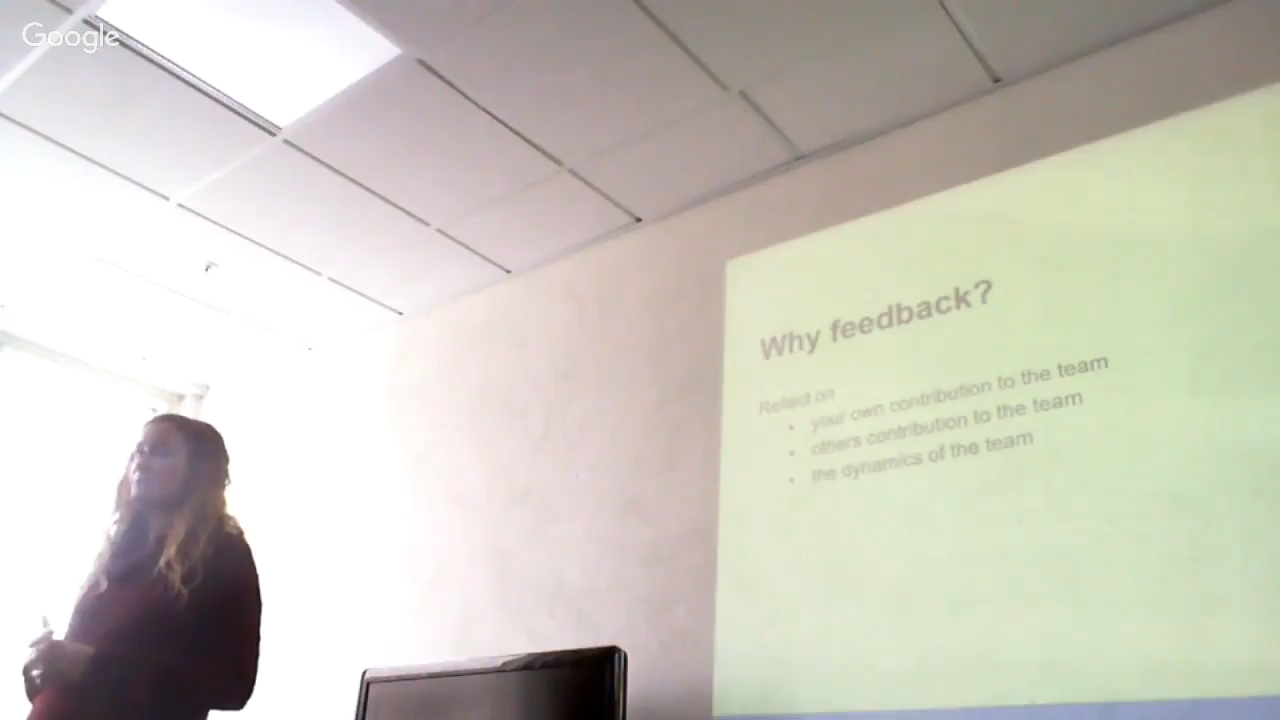 Google
Why feedback?
Reflect on
• your own contribution to the team
• others contribution to the team
• the dynamics of the team